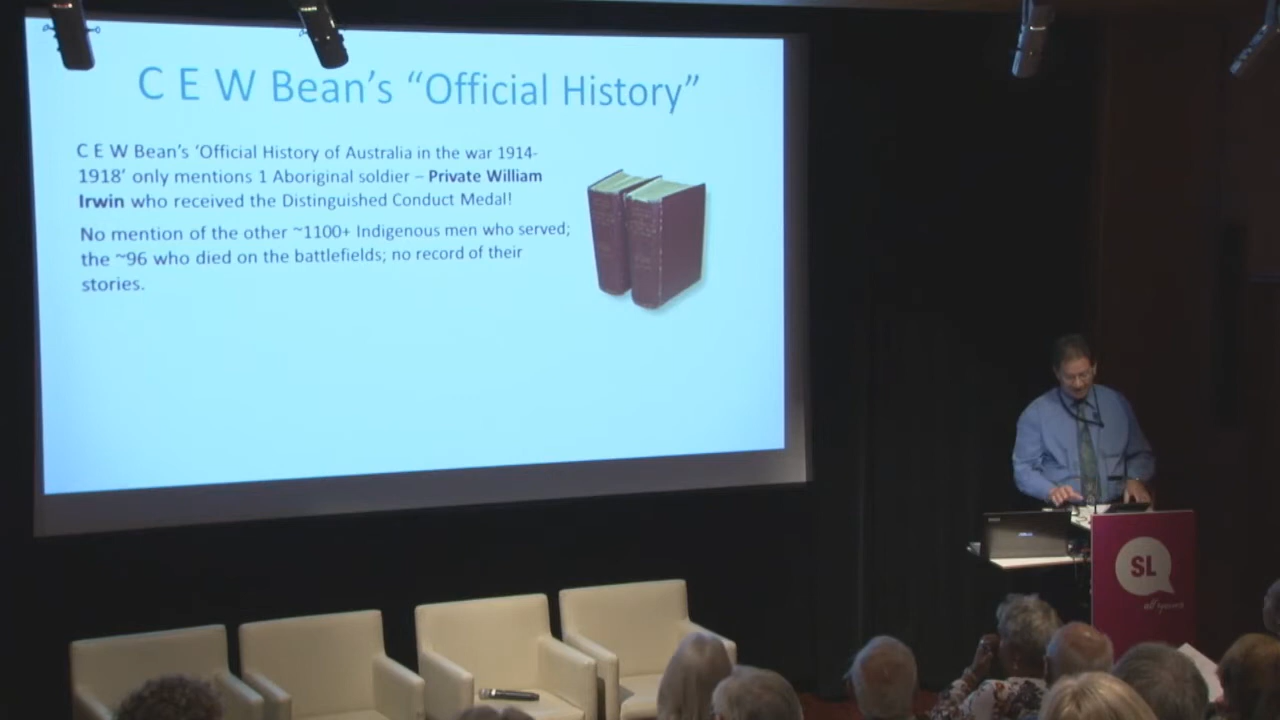 C E W Bean's “Official History”
C E W Bean's ‘Official History of Australia in the war 1914-
1918’ only mentions 1 Aboriginal soldier – Private William
Irwin who received the Distinguished Conduct Medal!
No mention of the other ~1100+ Indigenous men who served;
the ~96 who died on the battlefields; no record of their
stories.
SL
all yours